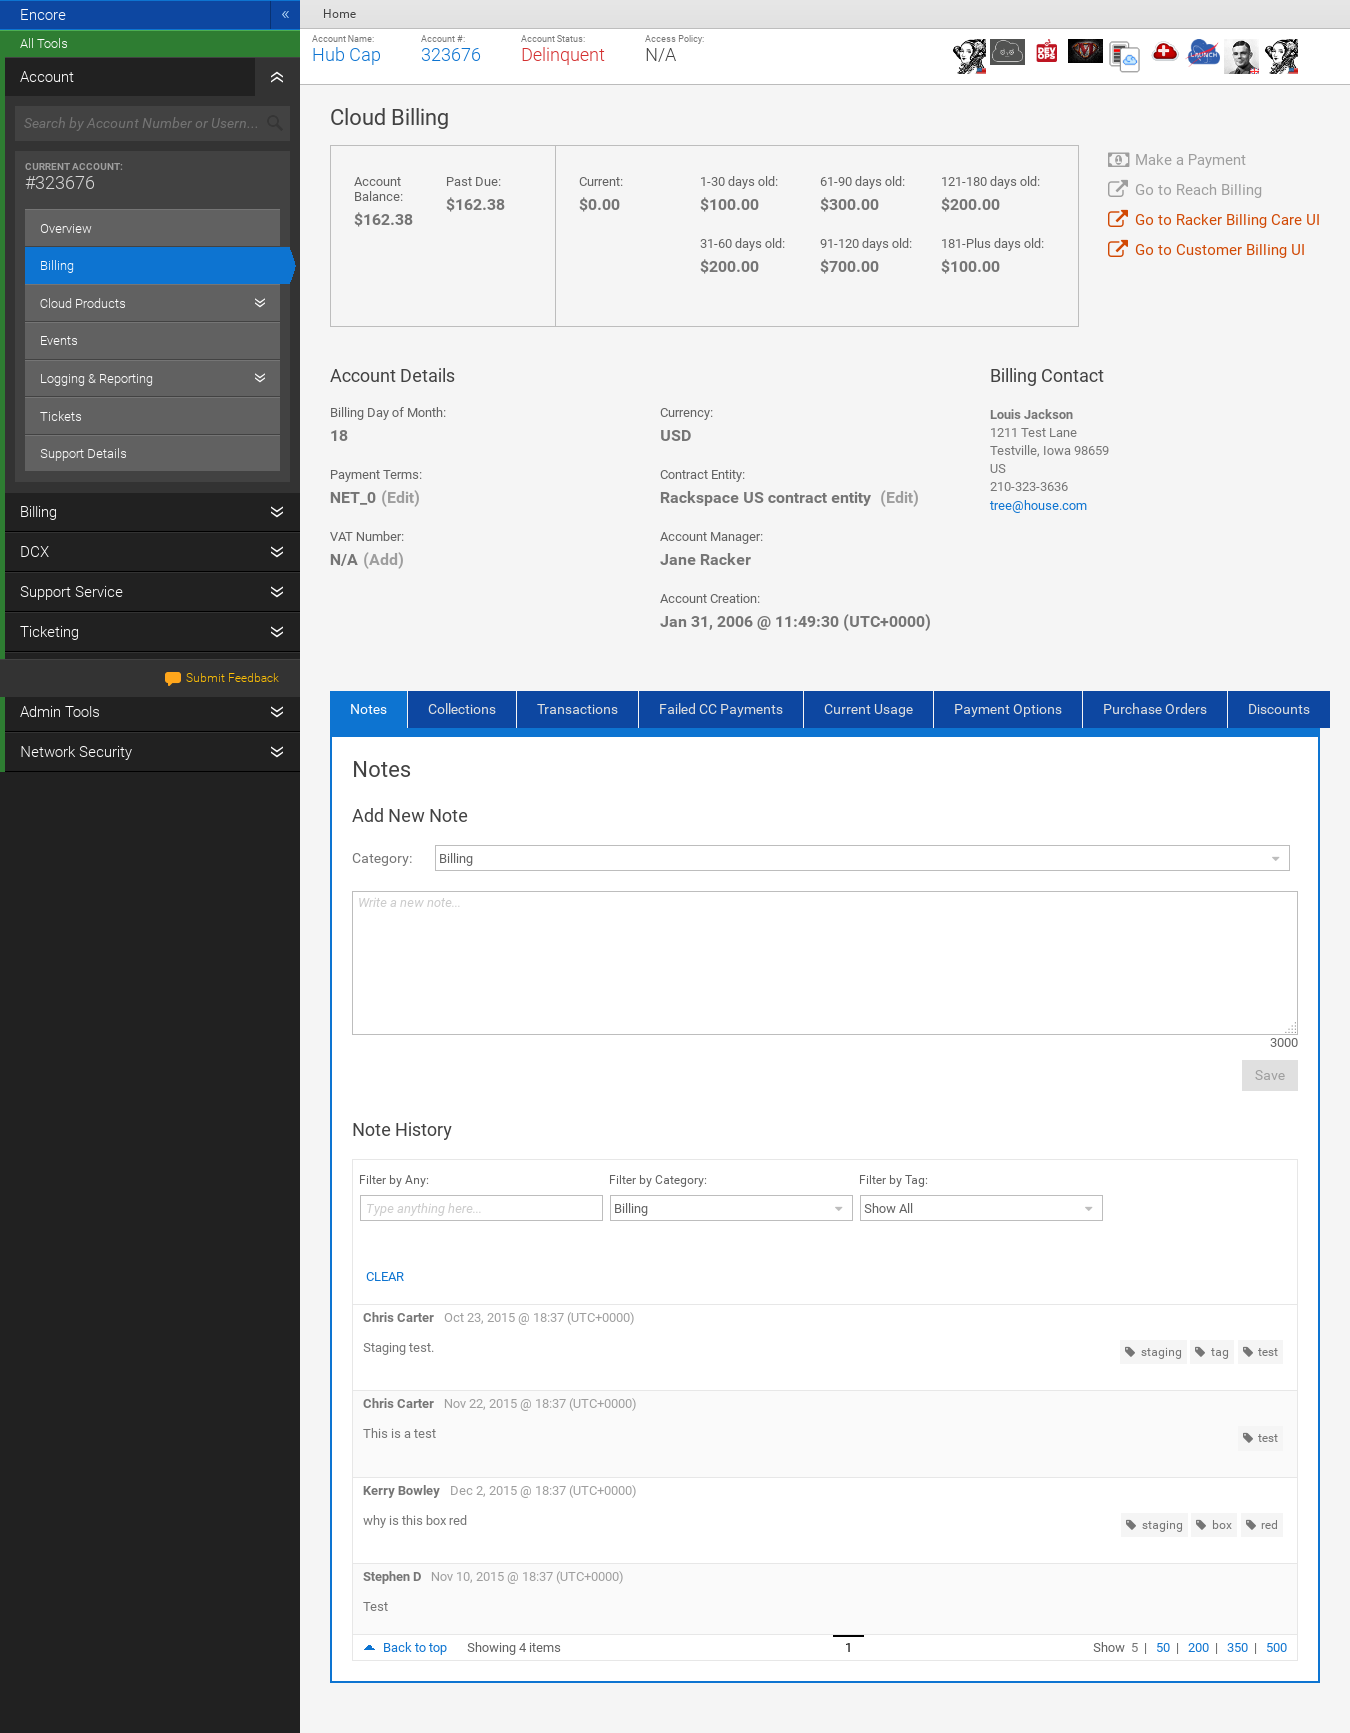 Encore
«
Home
All Tools
Account
Account Name:
Hub Cap
Account #:
323676
Account Status:
Delinquent
Access Policy:
N/A
DEV
OPS
LAUNCH
Search by Account Number or Usern...
CURRENT ACCOUNT:
#323676
Overview
Billing
Cloud Products
Events
Logging & Reporting
Tickets
Support Details
Billing
DCX
Support Service
Ticketing
Submit Feedback
Admin Tools
Network Security
Cloud Billing
Account Balance:
$162.38
Past Due:
$162.38
Current:
$0.00
1-30 days old:
$100.00
61-90 days old:
$300.00
121-180 days old:
$200.00
31-60 days old:
$200.00
91-120 days old:
$700.00
181-Plus days old:
$100.00
Make a Payment
Go to Reach Billing
Go to Racker Billing Care UI
Go to Customer Billing UI
Account Details
Billing Day of Month:
18
Payment Terms:
NET_0 (Edit)
VAT Number:
N/A (Add)
Currency:
USD
Contract Entity:
Rackspace US contract entity (Edit)
Account Manager:
Jane Racker
Account Creation:
Jan 31, 2006 @ 11:49:30 (UTC+0000)
Billing Contact
Louis Jackson
1211 Test Lane
Testville, Iowa 98659
US
210-323-3636
tree@house.com
Notes Collections Transactions Failed CC Payments Current Usage Payment Options Purchase Orders Discounts
Notes
Add New Note
Category: Billing
Write a new note...
3000
Save
Note History
Filter by Any: Filter by Category: Filter by Tag:
Type anything here... Billing Show All
CLEAR
Chris Carter Oct 23, 2015 @ 18:37 (UTC+0000)
Staging test. staging tag test
Chris Carter Nov 22, 2015 @ 18:37 (UTC+0000)
This is a test test
Kerry Bowley Dec 2, 2015 @ 18:37 (UTC+0000)
why is this box red staging box red
Stephen D Nov 10, 2015 @ 18:37 (UTC+0000)
Test
Back to top Showing 4 items 1 Show 5 | 50 | 200 | 350 | 500